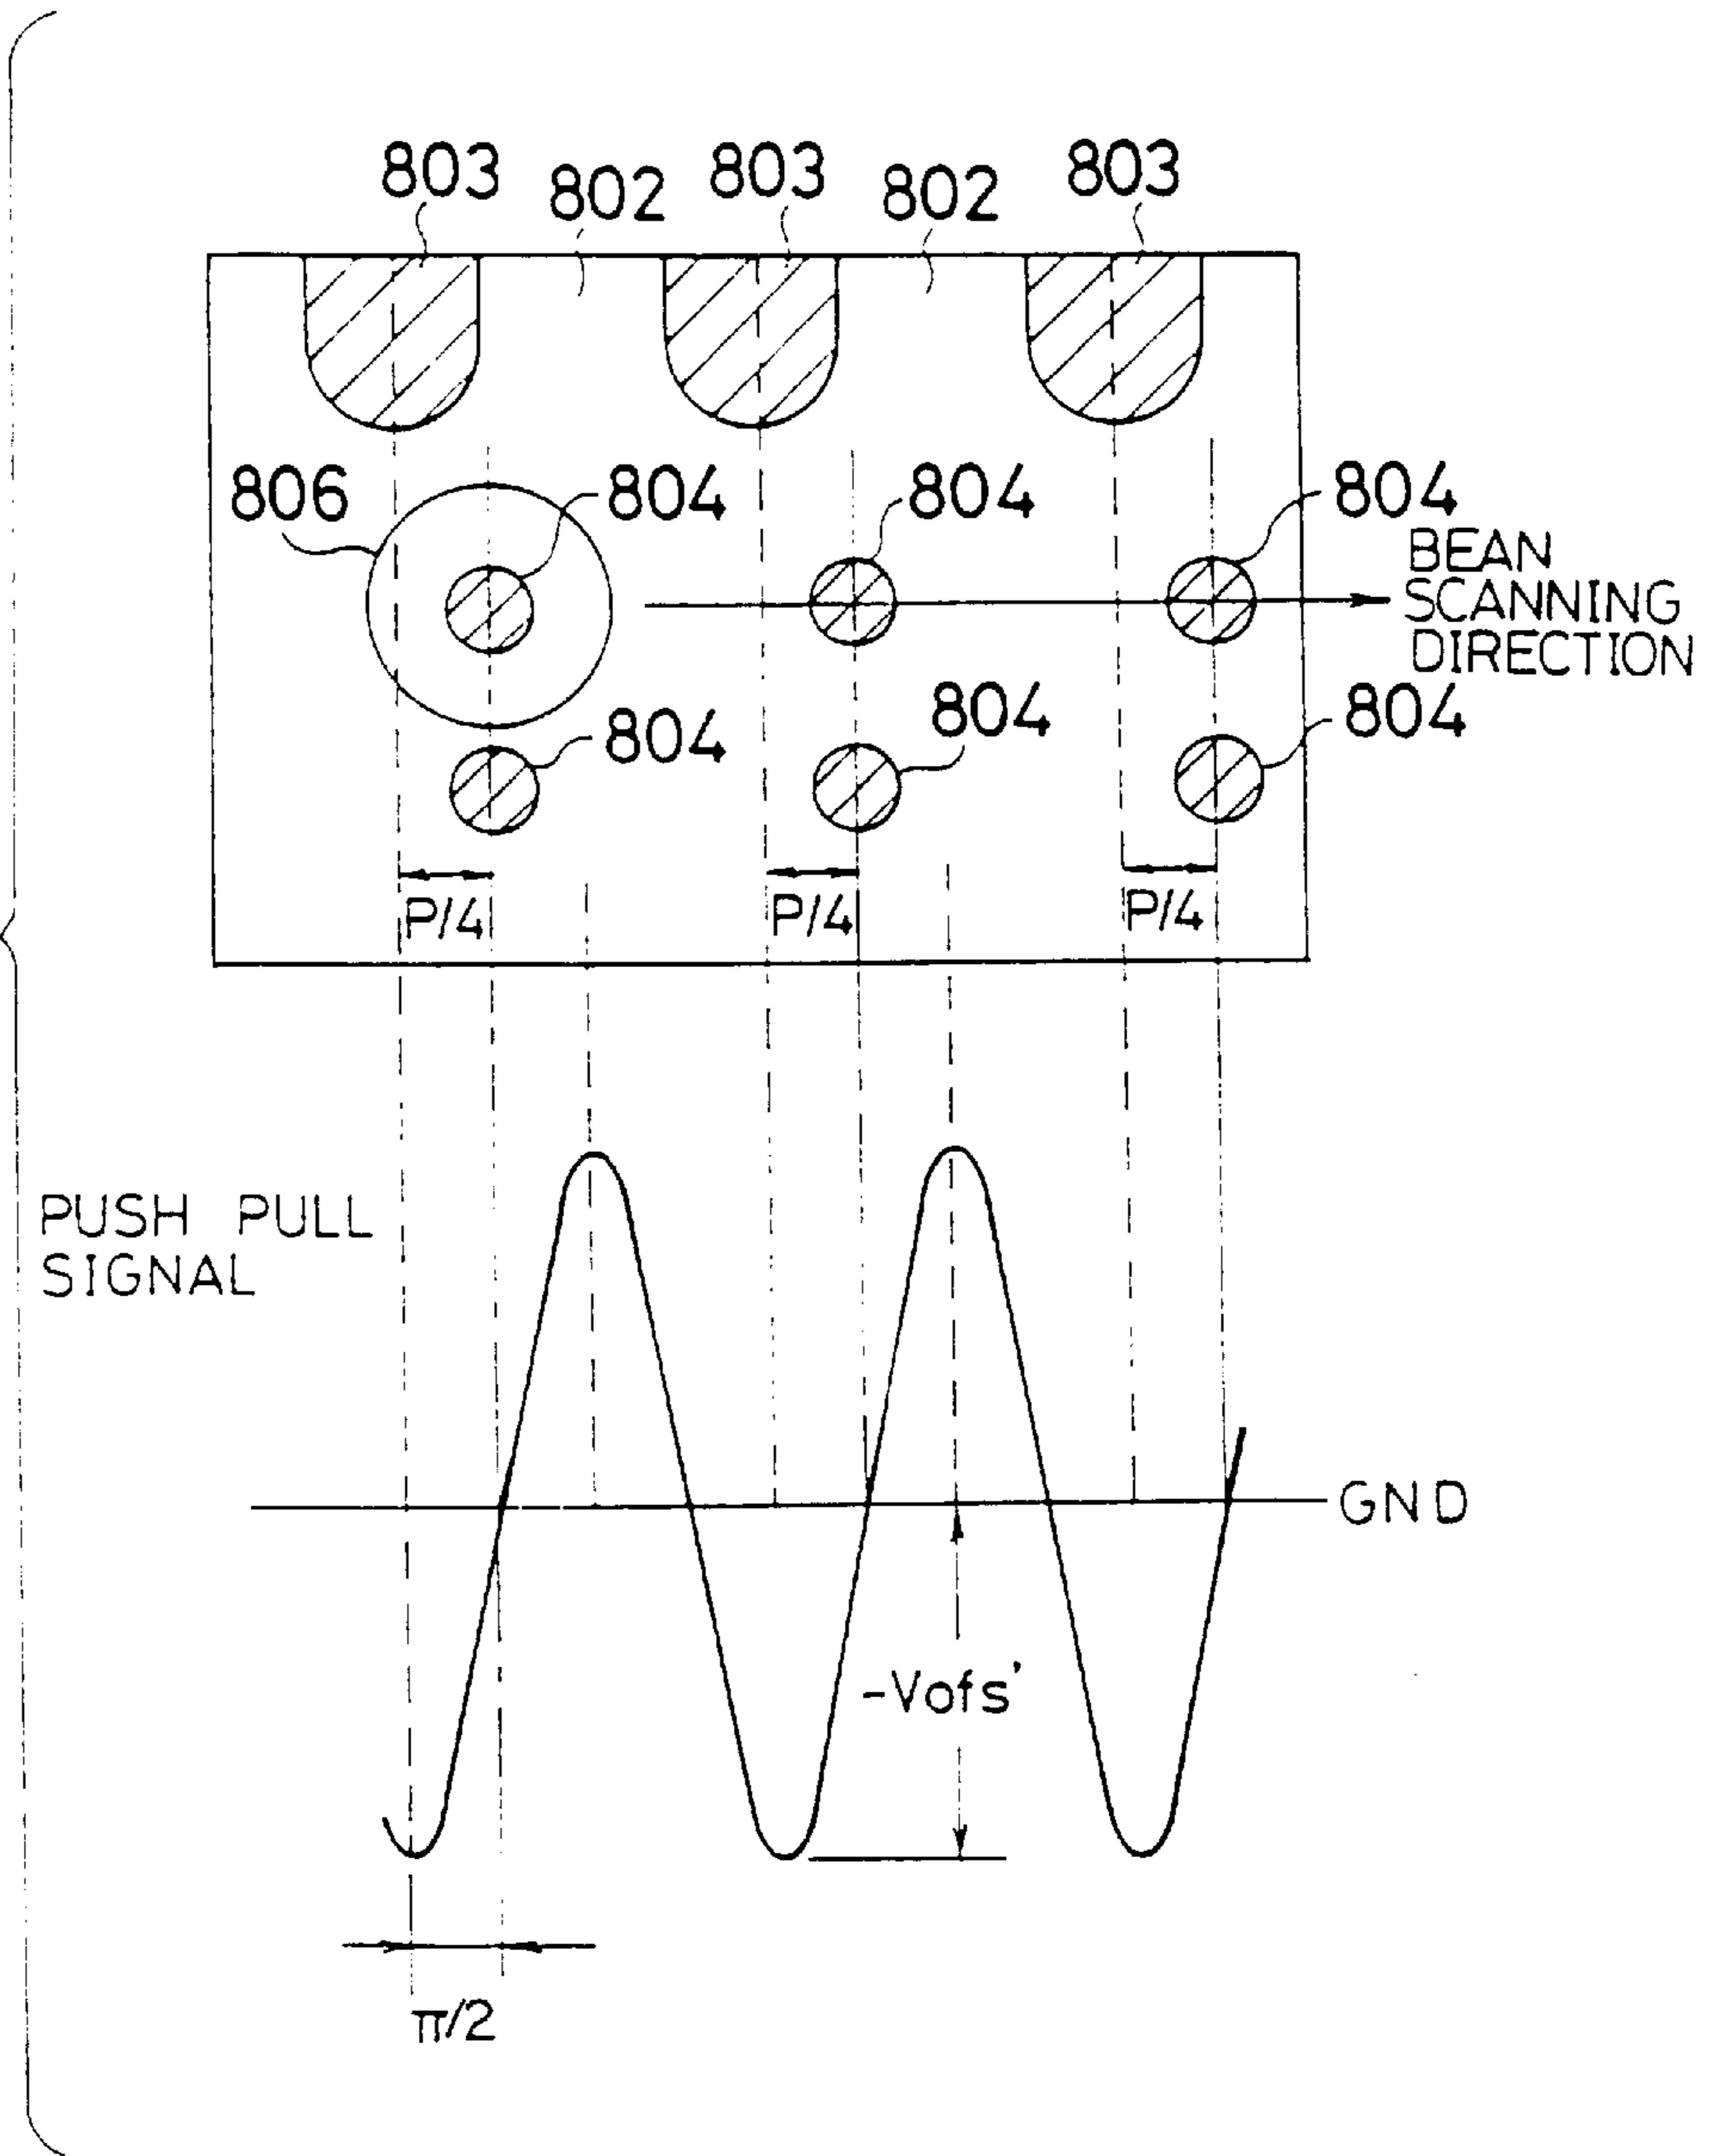 803
802
803
802
803
806
804
804
804
BEAN
SCANNING
DIRECTION
804
804
804
P/4
P/4
P/4
PUSH PULL
SIGNAL
GND
-Vofs'
π/2